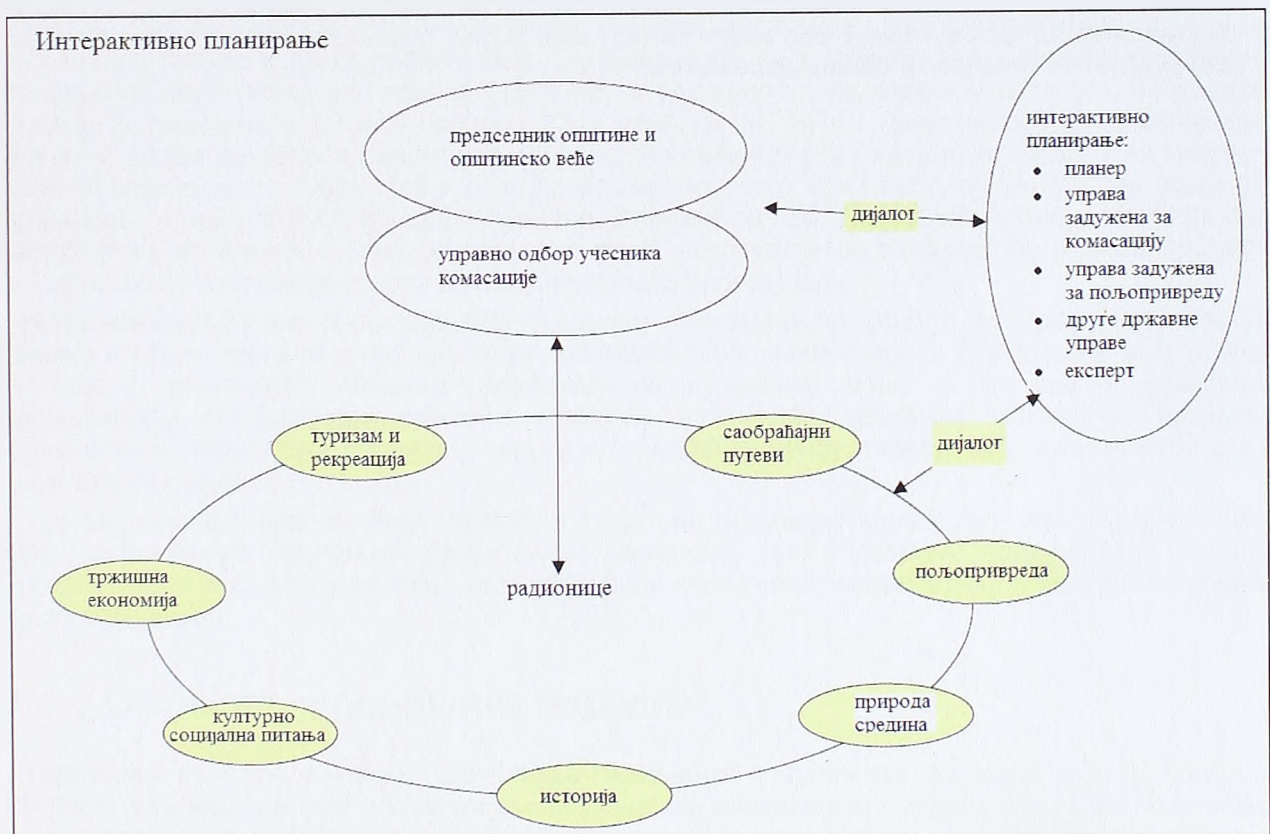 Интерактивно планирање
председник општине и
општинско веће
управно одбор учесника
комасације
дијалог
интерактивно
планирање:
• планер
• управа
задужена за
комасацију
• управа задужена
за пољопривреду
• друге државне
управе
• експерт
дијалог
туризам и
рекреација
саобраћајни
путеви
тржишна
економија
радионице
пољопривреда
културно
социјална питања
природа
средина
историја